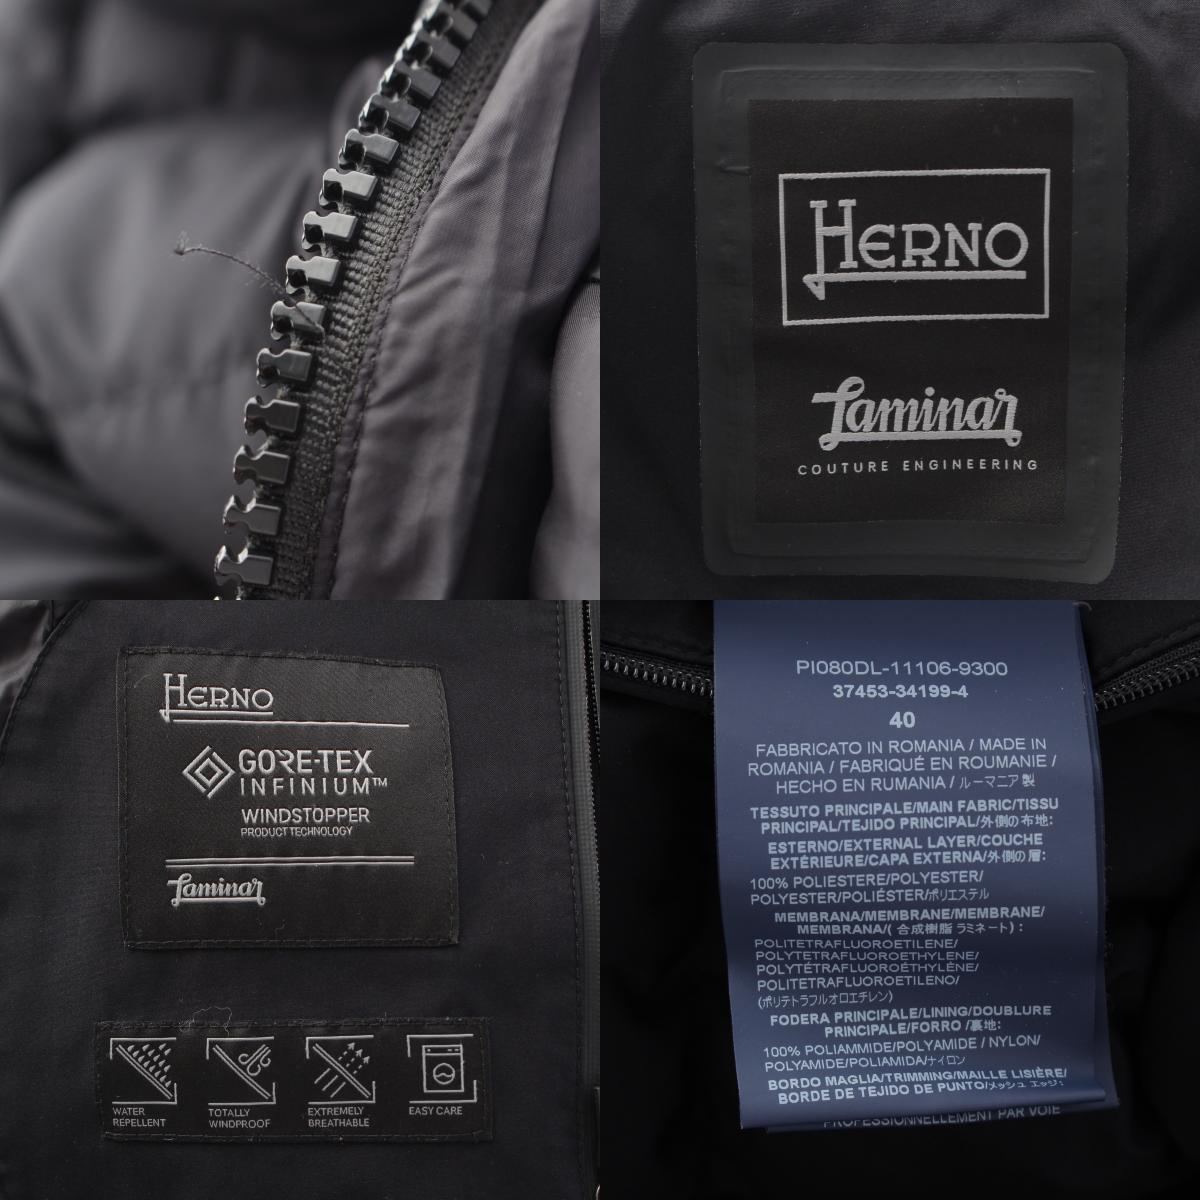 HERNO
Laminar
COUTURE ENGINEERING
HERNO
GORE-TEX
INFINIUM™
WINDSTOPPER
PRODUCT TECHNOLOGY
Laminar
WATER
REPELLENT
TOTALLY
WINDPROOF
EXTREMELY
BREATHABLE
EASY CARE
PI080DL-11106-9300
37453-34199-4
40
FABBRICATO IN ROMANIA / MADE IN
ROMANIA / FABRIQUÉ EN ROUMANIE /
HECHO EN RUMANIA / ルーマニア製
TESSUTO PRINCIPALE/MAIN FABRIC/TISSU
PRINCIPAL/TEJIDO PRINCIPAL/外側の布地:
ESTERNO/EXTERNAL LAYER/COUCHE
EXTÉRIEURE/CAPA EXTERNA/外側の層:
100% POLIESTERE/POLYESTER/
POLYESTER/POLIÉSTER/ポリエステル
MEMBRANA/MEMBRANE/MEMBRANE/
MEMBRANA/( 合成樹脂 ラミネート) :
POLITETRAFLUOROETILENE/
POLYTETRAFLUOROETHYLENE/
POLYTÉTRAFLUOROÉTHYLÈNE/
POLITETRAFLUOROETILENO/
(ポリテトラフルオロエチレン)
FODERA PRINCIPALE/LINING/DOUBLURE
PRINCIPALE/FORRO /裏地:
100% POLIAMMIDE/POLYAMIDE / NYLON/
POLYAMIDE/POLIAMIDA/ナイロン
BORDO MAGLIA/TRIMMING/MAILLE LISIÈRE/
BORDE DE TEJIDO DE PUNTO/メッシュ エッジ:
PROFESSIONNELLEMENT PAR VOIE